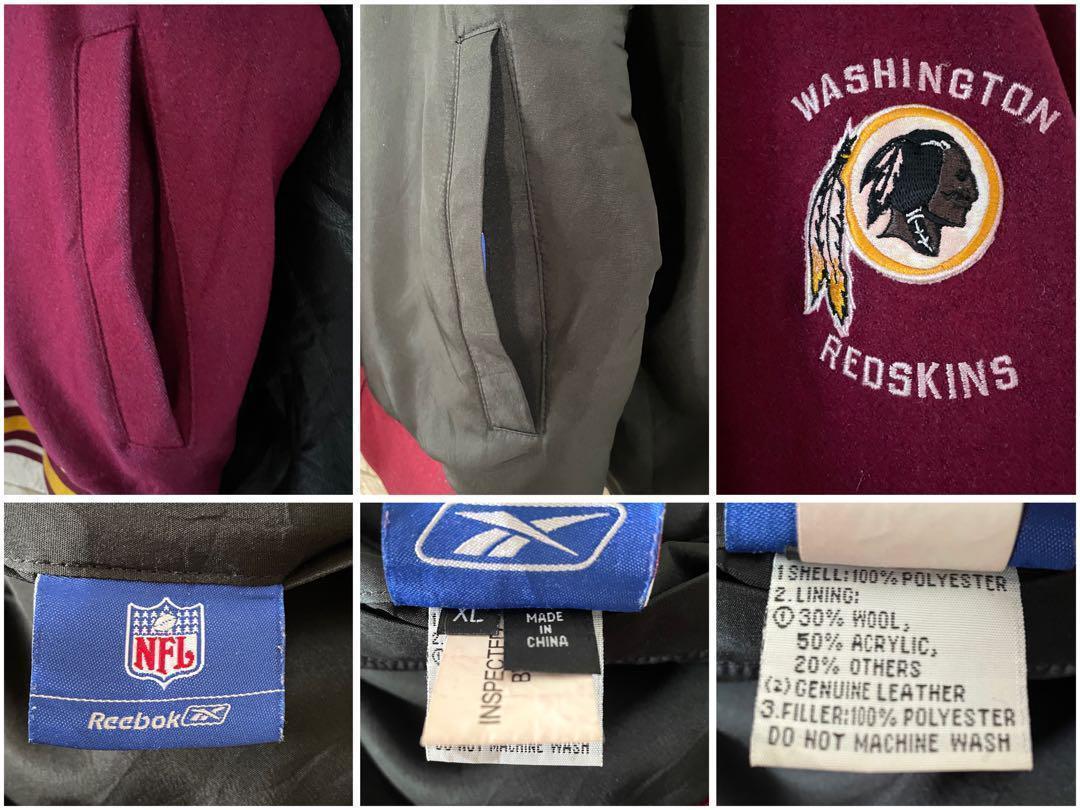 WASHINGTON
REDSKINS
NFL
Reebok
XL
MADE
IN
CHINA
INSPECTE
B
DO NOT MACHINE WASH
1 SHELL:100% POLYESTER
2. LINING:
① 30% WOOL,
50% ACRYLIC,
20% OTHERS
(2) GENUINE LEATHER
3.FILLER:100% POLYESTER
DO NOT MACHINE WASH